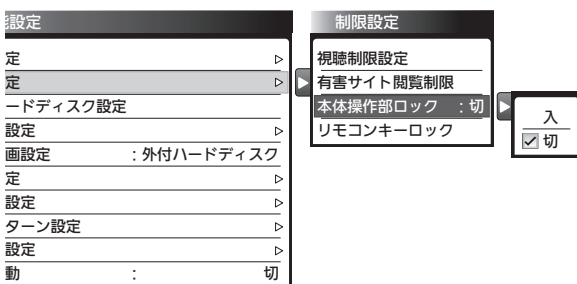 設定
定
定
ードディスク設定
設定
画設定 :外付ハードディスク
定
設定
ターン設定
設定
動 : 切
制限設定
視聴制限設定
有害サイト閲覧制限
本体操作部ロック :切
リモコンキーロック
入
切